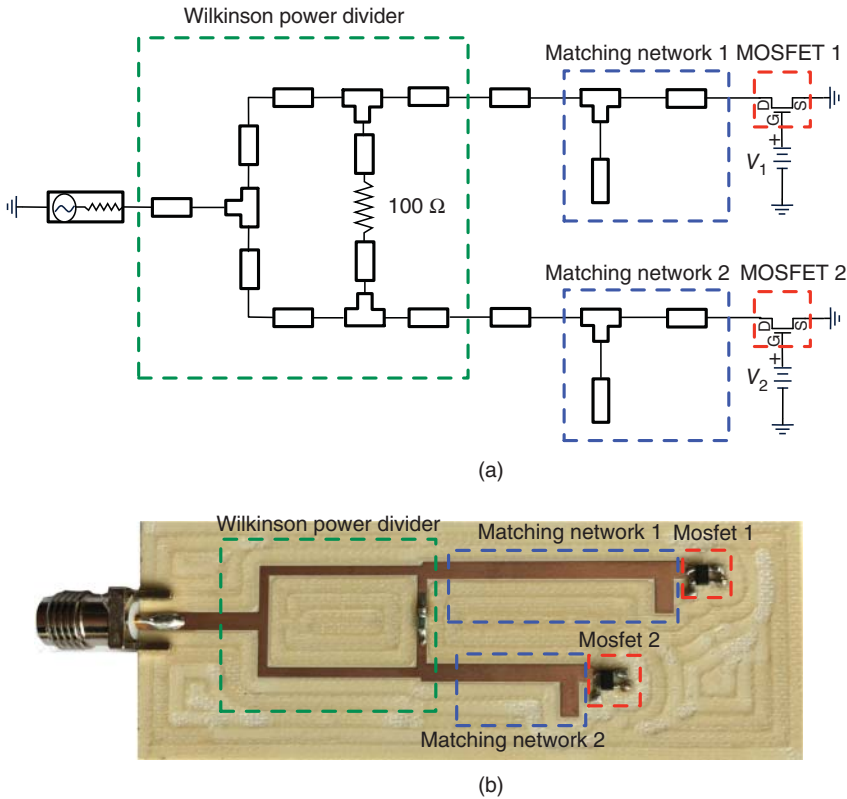 Wilkinson power divider
Matching network 1 MOSFET 1
D
G
S
+
V1
100 Ω
Matching network 2 MOSFET 2
D
G
S
+
V2
(a)
Wilkinson power divider
Matching network 1
Mosfet 1
Mosfet 2
Matching network 2
(b)